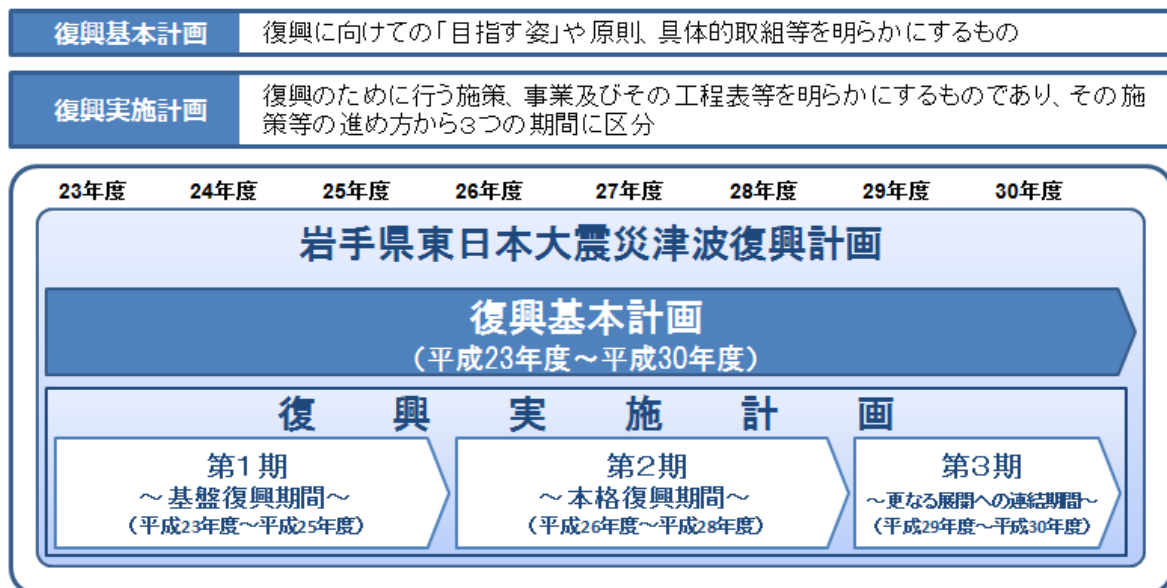 復興基本計画
復興に向けての「目指す姿」や原則、具体的取組等を明らかにするもの
復興実施計画
復興のために行う施策、事業及びその工程表等を明らかにするものであり、その施
策等の進め方から3つの期間に区分
23年度 24年度 25年度 26年度 27年度 28年度 29年度 30年度
岩手県東日本大震災津波復興計画
復興基本計画
（平成23年度～平成30年度）
復興実施計画
第1期
～基盤復興期間～
（平成23年度～平成25年度）
第2期
～本格復興期間～
（平成26年度～平成28年度）
第3期
～更なる展開への連結期間～
（平成29年度～平成30年度）